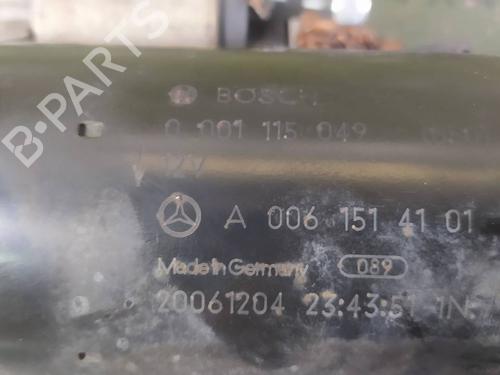 B-PARTS
BOSCH
0 001 115 049
12V
A 006 151 41 01
Made in Germany 089
20061204 23:43:51 1N